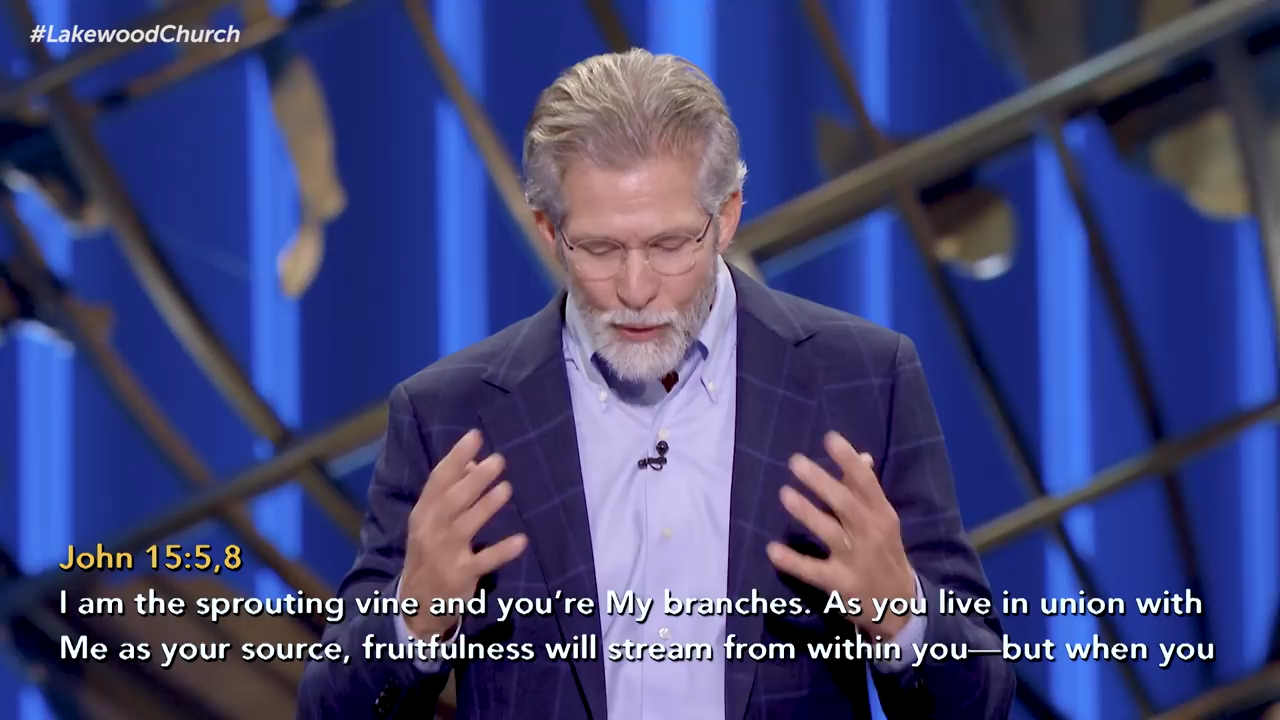 #LakewoodChurch
John 15:5,8
I am the sprouting vine and you’re My branches. As you live in union with
Me as your source, fruitfulness will stream from within you—but when you